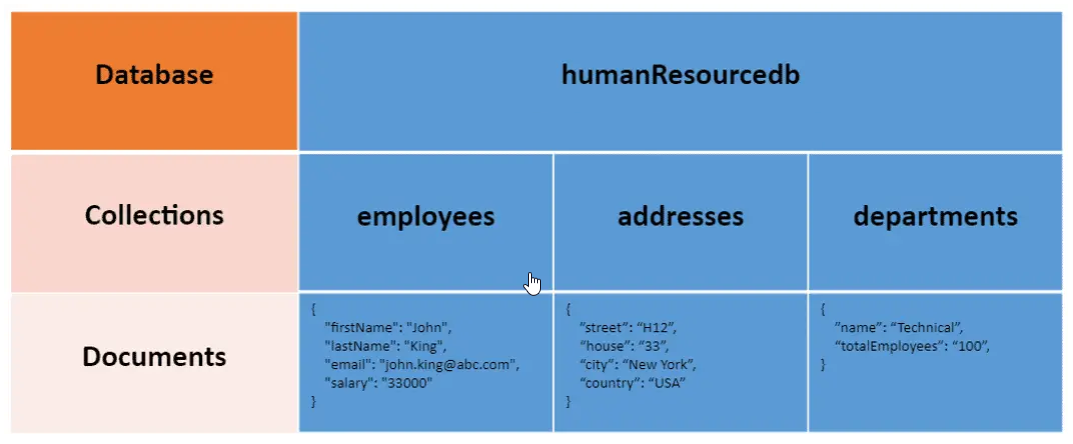 Database
humanResourcedb
Collections
employees
addresses
departments
Documents
{
"firstName": "John",
"lastName": "King",
"email": "john.king@abc.com",
"salary": "33000"
}
{
“street”: “H12”,
“house”: “33”,
“city”: “New York”,
“country”: “USA”
}
{
“name”: “Technical”,
“totalEmployees”: “100”,
}